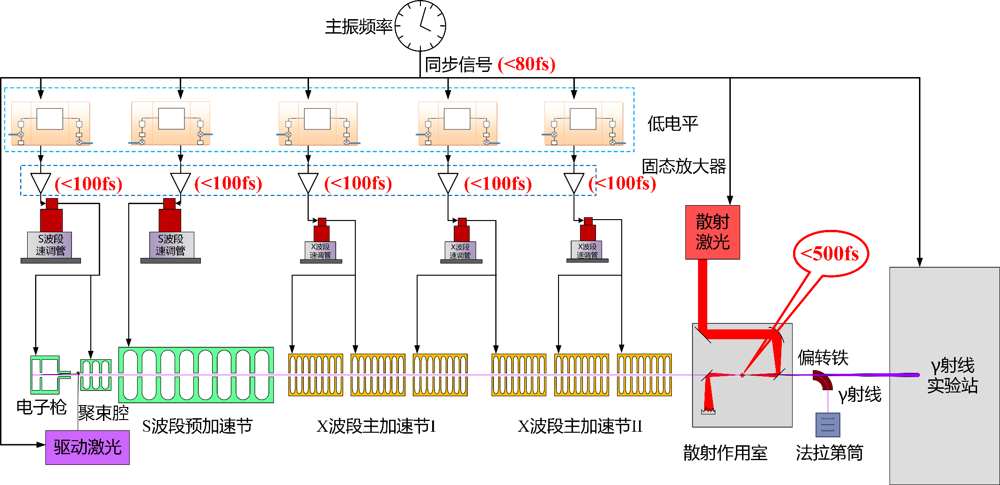 主振频率
同步信号 (<80fs)
低电平
固态放大器
(<100fs)
(<100fs)
(<100fs)
(<100fs)
(<100fs)
S波段
速调管
S波段
速调管
X波段
速调管
X波段
速调管
X波段
速调管
散射
激光
<500fs
偏转铁
γ射线
γ射线
实验站
电子枪
聚束腔
S波段预加速节
X波段主加速节I
X波段主加速节II
驱动激光
散射作用室
法拉第筒